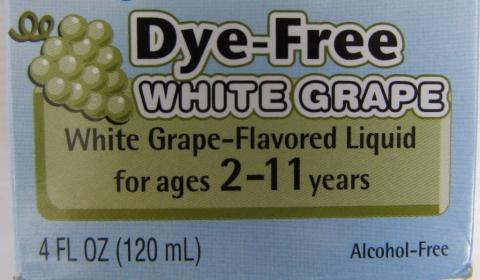 Dye-Free
WHITE GRAPE
White Grape-Flavored Liquid
for ages 2-11 years
4 FL OZ (120 mL)
Alcohol-Free